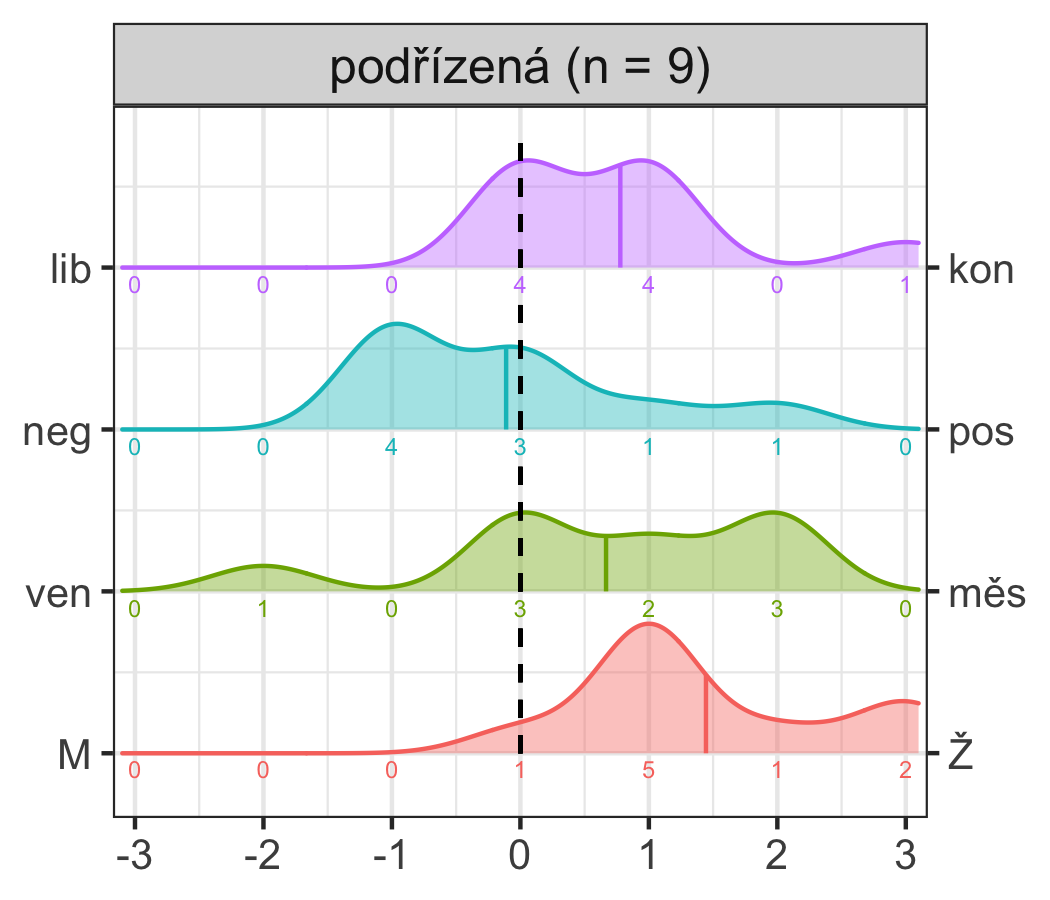 podřízená (n = 9)
lib kon
0 0 0 4 4 0 1
neg pos
0 0 4 3 1 1 0
ven měs
0 1 0 3 2 3 0
M Ž
0 0 0 1 5 1 2
-3 -2 -1 0 1 2 3